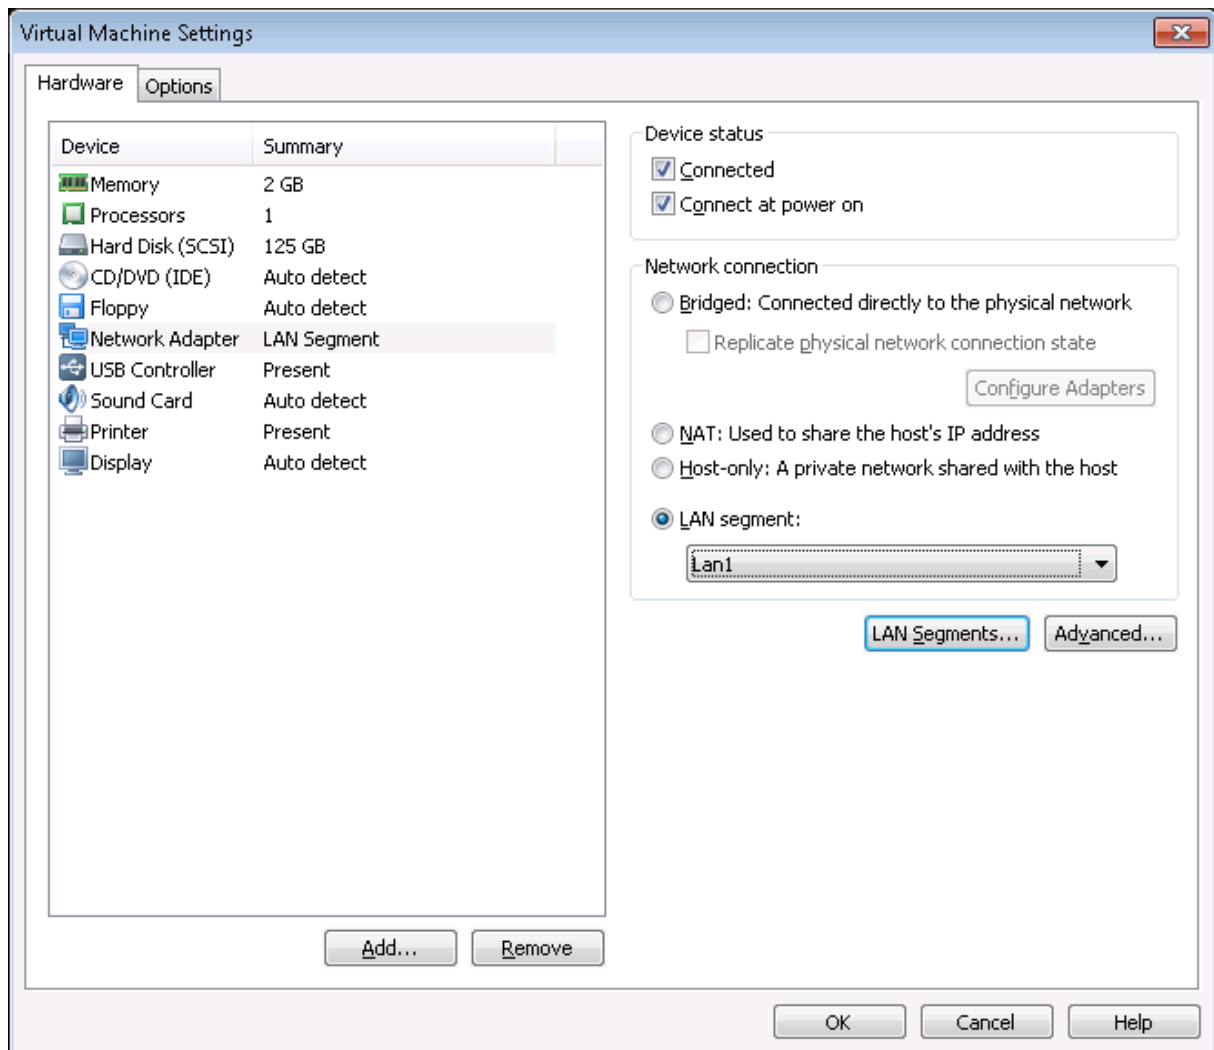 Virtual Machine Settings
Hardware
Options
Device Summary
Memory 2 GB
Processors 1
Hard Disk (SCSI) 125 GB
CD/DVD (IDE) Auto detect
Floppy Auto detect
Network Adapter LAN Segment
USB Controller Present
Sound Card Auto detect
Printer Present
Display Auto detect
Add...
Remove
Device status
Connected
Connect at power on
Network connection
Bridged: Connected directly to the physical network
Replicate physical network connection state
Configure Adapters
NAT: Used to share the host's IP address
Host-only: A private network shared with the host
LAN segment:
Lan1
LAN Segments...
Advanced...
OK
Cancel
Help